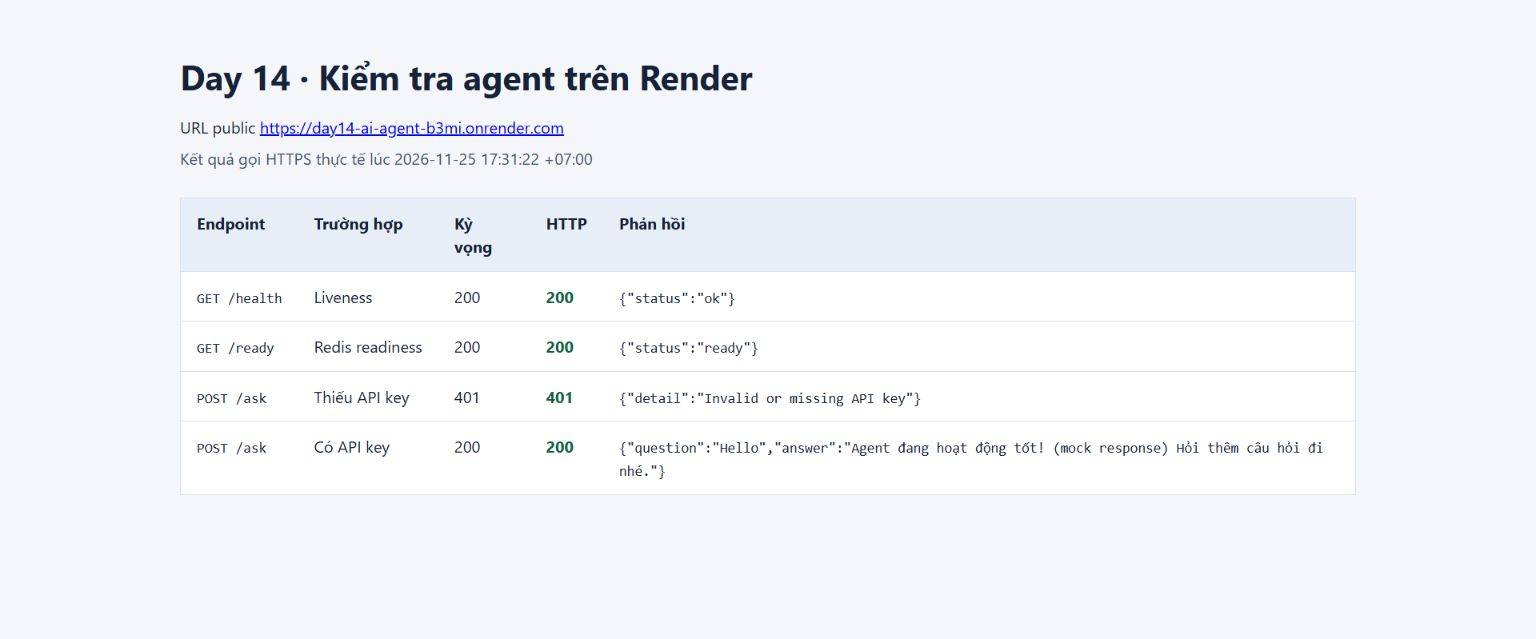 Day 14 · Kiểm tra agent trên Render
URL public https://day14-ai-agent-b3mi.onrender.com
Kết quả gọi HTTPS thực tế lúc 2026-11-25 17:31:22 +07:00
Endpoint Trường hợp Kỳ vọng HTTP Phản hồi
GET /health Liveness 200 200 {"status":"ok"}
GET /ready Redis readiness 200 200 {"status":"ready"}
POST /ask Thiếu API key 401 401 {"detail":"Invalid or missing API key"}
POST /ask Có API key 200 200 {"question":"Hello","answer":"Agent đang hoạt động tốt! (mock response) Hỏi thêm câu hỏi đi
nhé."}